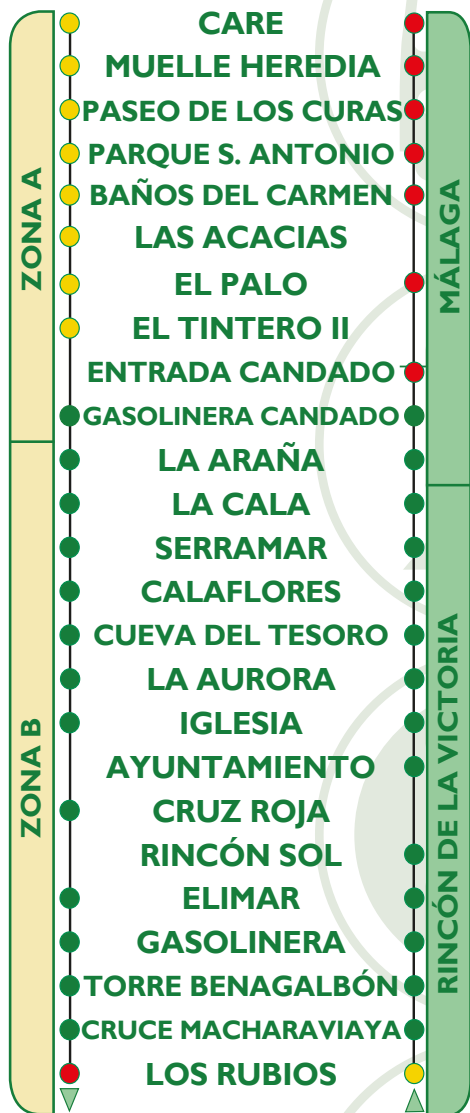 CARE
MUELLE HEREDIA
PASEO DE LOS CURAS
PARQUE S. ANTONIO
BAÑOS DEL CARMEN
LAS ACACIAS
EL PALO
EL TINTERO II
ENTRADA CANDADO
GASOLINERA CANDADO
LA ARAÑA
LA CALA
SERRAMAR
CALAFLORES
CUEVA DEL TESORO
LA AURORA
IGLESIA
AYUNTAMIENTO
CRUZ ROJA
RINCÓN SOL
ELIMAR
GASOLINERA
TORRE BENAGALBÓN
CRUCE MACHARAVIAYA
LOS RUBIOS
ZONA A
ZONA B
MÁLAGA
RINCÓN DE LA VICTORIA